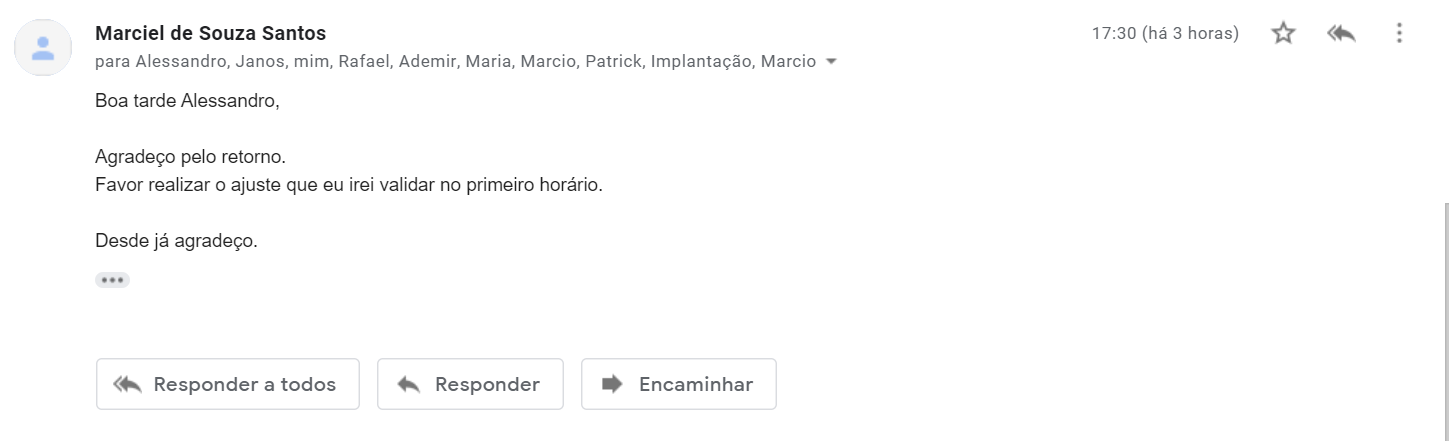 Marciel de Souza Santos
17:30 (há 3 horas)
para Alessandro, Janos, mim, Rafael, Ademir, Maria, Marcio, Patrick, Implantação, Marcio
Boa tarde Alessandro,
Agradeço pelo retorno.
Favor realizar o ajuste que eu irei validar no primeiro horário.
Desde já agradeço.
Responder a todos
Responder
Encaminhar